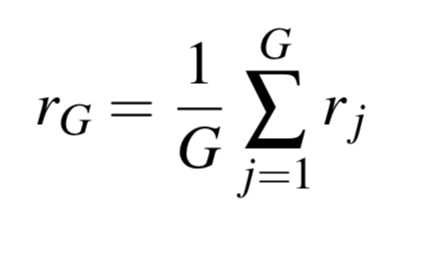 r_G = \frac{1}{G} \sum_{j=1}^{G} r_j